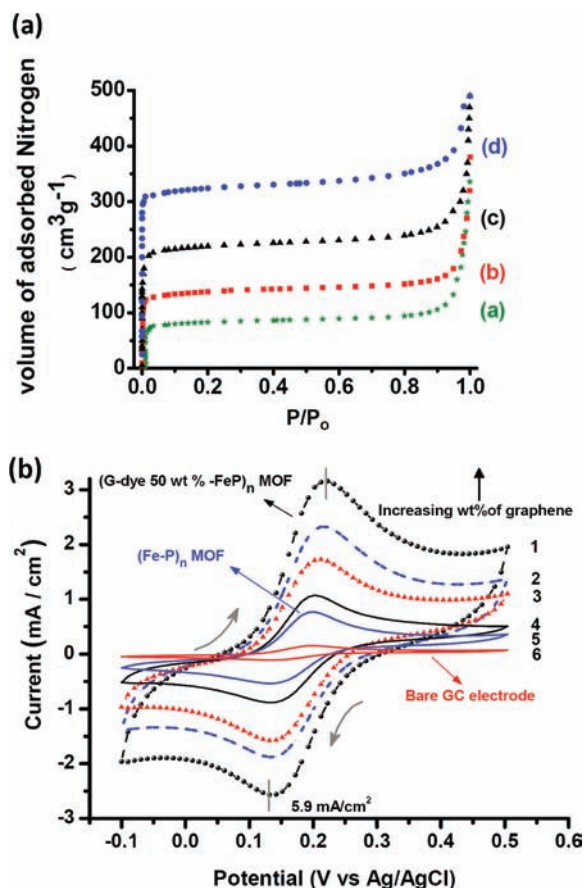 (a)
volume of adsorbed Nitrogen
( cm³g⁻¹)
500
400
300
200
100
0
(d)
(c)
(b)
(a)
0.0 0.2 0.4 0.6 0.8 1.0
P/Pₒ
(b)
Current (mA / cm²)
3
2
1
0
-1
-2
-3
(G-dye 50 wt % -FeP)ₙ MOF
Increasing wt%of graphene
(Fe-P)ₙ MOF
1
2
3
4
5
6
Bare GC electrode
5.9 mA/cm²
-0.1 0.0 0.1 0.2 0.3 0.4 0.5 0.6
Potential (V vs Ag/AgCl)